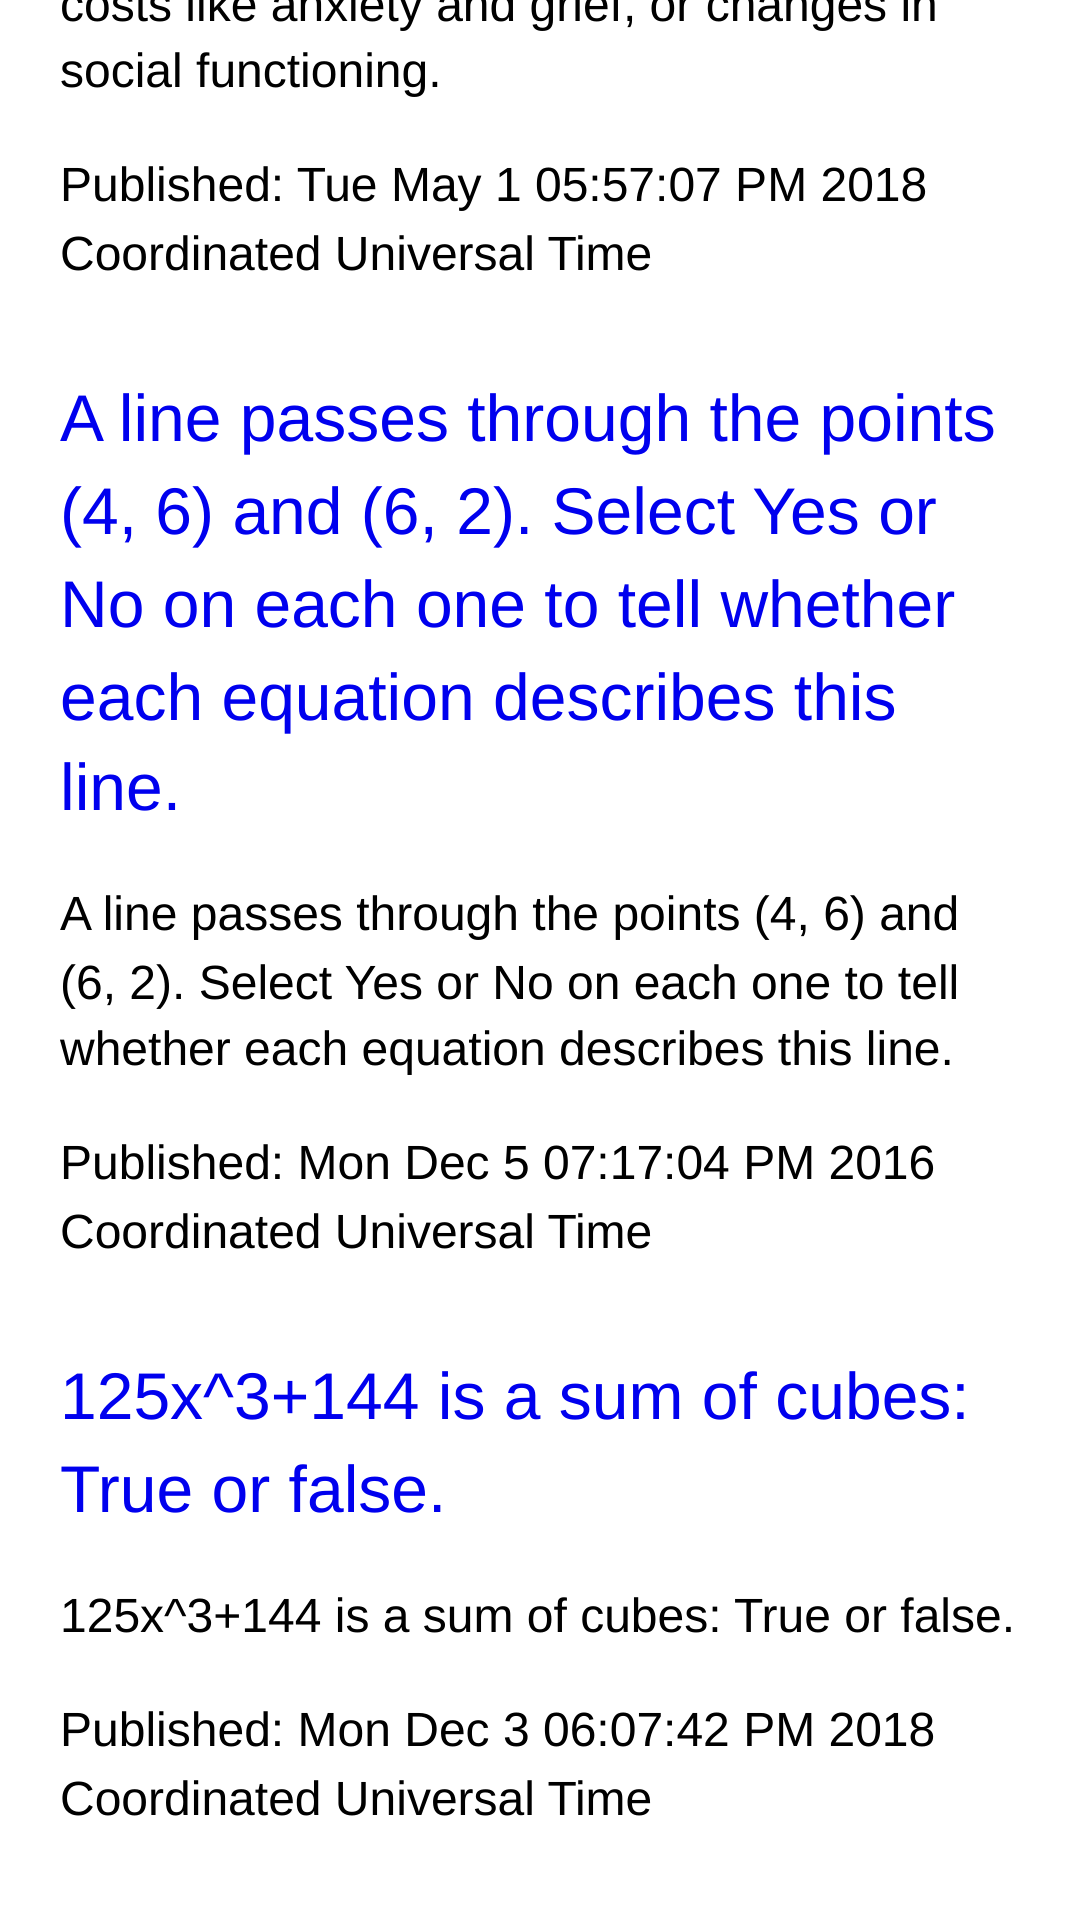 costs like anxiety and grief, or changes in
social functioning.
Published: Tue May 1 05:57:07 PM 2018
Coordinated Universal Time
A line passes through the points
(4, 6) and (6, 2). Select Yes or
No on each one to tell whether
each equation describes this
line.
A line passes through the points (4, 6) and
(6, 2). Select Yes or No on each one to tell
whether each equation describes this line.
Published: Mon Dec 5 07:17:04 PM 2016
Coordinated Universal Time
125x^3+144 is a sum of cubes:
True or false.
125x^3+144 is a sum of cubes: True or false.
Published: Mon Dec 3 06:07:42 PM 2018
Coordinated Universal Time